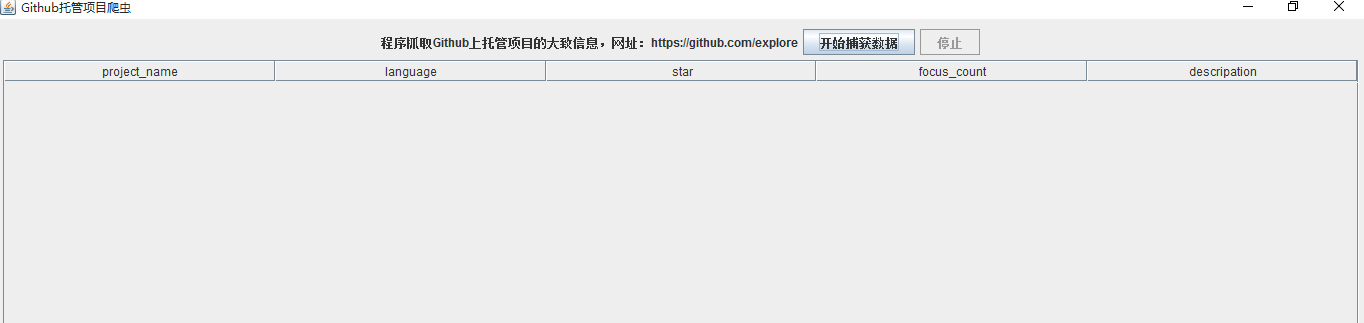 Github托管项目爬虫
程序抓取Github上托管项目的大致信息，网址：https://github.com/explore 开始捕获数据 停止
project_name language star focus_count descripation